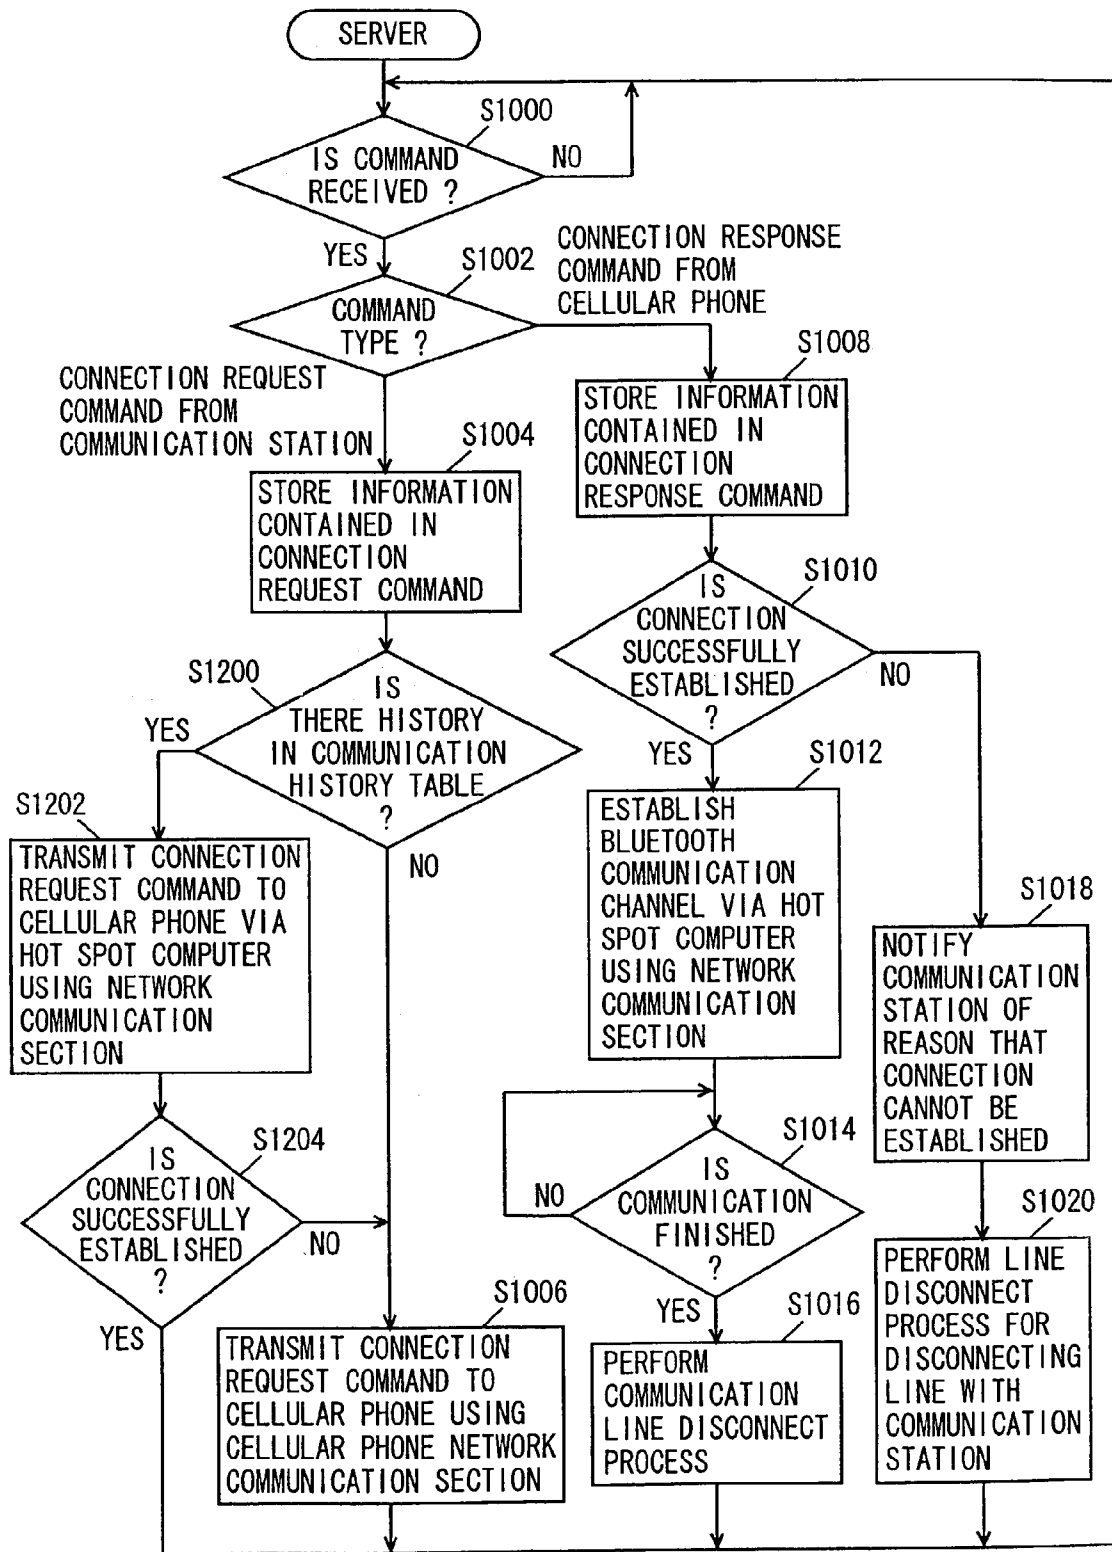 SERVER
S1000
IS COMMAND
RECEIVED ?
NO
YES
S1002
COMMAND
TYPE ?
CONNECTION RESPONSE
COMMAND FROM
CELLULAR PHONE
CONNECTION REQUEST
COMMAND FROM
COMMUNICATION STATION
S1004
STORE INFORMATION
CONTAINED IN
CONNECTION
REQUEST COMMAND
S1008
STORE INFORMATION
CONTAINED IN
CONNECTION
RESPONSE COMMAND
S1200
IS
THERE HISTORY
IN COMMUNICATION
HISTORY TABLE
?
YES
NO
S1010
IS
CONNECTION
SUCCESSFULLY
ESTABLISHED
?
NO
YES
S1202
TRANSMIT CONNECTION
REQUEST COMMAND TO
CELLULAR PHONE VIA
HOT SPOT COMPUTER
USING NETWORK
COMMUNICATION
SECTION
S1012
ESTABLISH
BLUETOOTH
COMMUNICATION
CHANNEL VIA HOT
SPOT COMPUTER
USING NETWORK
COMMUNICATION
SECTION
S1018
NOTIFY
COMMUNICATION
STATION OF
REASON THAT
CONNECTION
CANNOT BE
ESTABLISHED
S1204
IS
CONNECTION
SUCCESSFULLY
ESTABLISHED
?
NO
YES
S1014
IS
COMMUNICATION
FINISHED
?
NO
YES
S1006
TRANSMIT CONNECTION
REQUEST COMMAND TO
CELLULAR PHONE USING
CELLULAR PHONE NETWORK
COMMUNICATION SECTION
S1016
PERFORM
COMMUNICATION
LINE DISCONNECT
PROCESS
S1020
PERFORM LINE
DISCONNECT
PROCESS FOR
DISCONNECTING
LINE WITH
COMMUNICATION
STATION